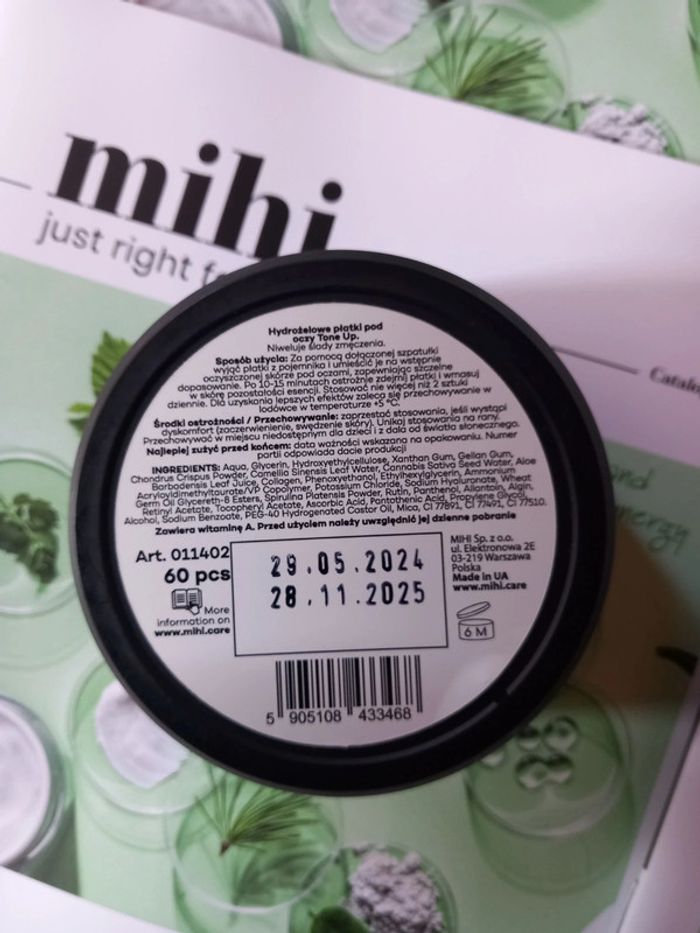 mihi
just right f
Catalo
Hydrożelowe płatki pod
oczy Tone Up.
Niweluje ślady zmęczenia.
Sposób użycia: Za pomocą dołączonej szpatułki
wyjąć płatki z pojemnika i umieścić je na wstępnie
oczyszczonej skórze pod oczami, zapewniając szczelne
dopasowanie. Po 10-15 minutach ostrożnie zdejmij płatki i wmasuj
w skórę pozostałości esencji. Stosować nie więcej niż 2 sztuki
dziennie. Dla uzyskania lepszych efektów zaleca się przechowywanie w
lodówce w temperaturze +5 °C.
Środki ostrożności / Przechowywanie: zaprzestać stosowania, jeśli wystąpi
dyskomfort (zaczerwienienie, swędzenie skóry). Unikaj stosowania na rany.
Przechowywać w miejscu niedostępnym dla dzieci i z dala od światła słonecznego.
Najlepiej zużyć przed końcem: data ważności wskazana na opakowaniu. Numer
partii odpowiada dacie produkcji
INGREDIENTS: Aqua, Glycerin, Hydroxyethylcellulose, Xanthan Gum, Gellan Gum,
Chondrus Crispus Powder, Camellia Sinensis Leaf Water, Cannabis Sativa Seed Water, Aloe
Barbadensis Leaf Juice, Collagen, Phenoxyethanol, Ethylhexylglycerin, Ammonium
Acryloyldimethyltaurate/VP Copolymer, Potassium Chloride, Sodium Hyaluronate, Wheat
Germ Oil Glycereth-8 Esters, Spirulina Platensis Powder, Rutin, Panthenol, Allantoin, Algin,
Retinyl Acetate, Tocopheryl Acetate, Ascorbic Acid, Pantothenic Acid, Propylene Glycol,
Alcohol, Sodium Benzoate, PEG-40 Hydrogenated Castor Oil, Mica, CI 77891, CI 77491, CI 77510.
Zawiera witaminę A. Przed użyciem należy uwzględnić jej dzienne pobranie
Art. 011402
60 pcs
More
information on
www.mihi.care
29.05.2024
28.11.2025
MIHI Sp. z o.o.
ul. Elektronowa 2E
03-219 Warszawa
Polska
Made in UA
www.mihi.care
6 M
5 905108 433468